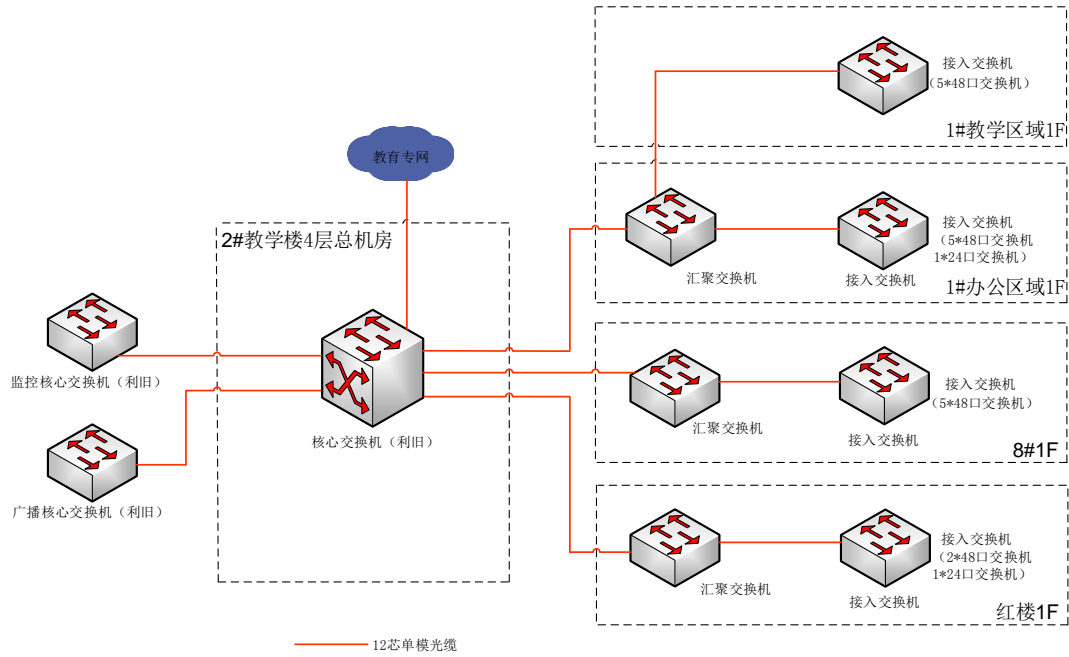 接入交换机
（5*48口交换机）
1#教学区域1F
教育专网
2#教学楼4层总机房
接入交换机
（5*48口交换机
1*24口交换机）
汇聚交换机
接入交换机
1#办公区域1F
监控核心交换机（利旧）
核心交换机（利旧）
接入交换机
（5*48口交换机）
汇聚交换机
接入交换机
8#1F
广播核心交换机（利旧）
接入交换机
（2*48口交换机
1*24口交换机）
汇聚交换机
接入交换机
红楼1F
12芯单模光缆